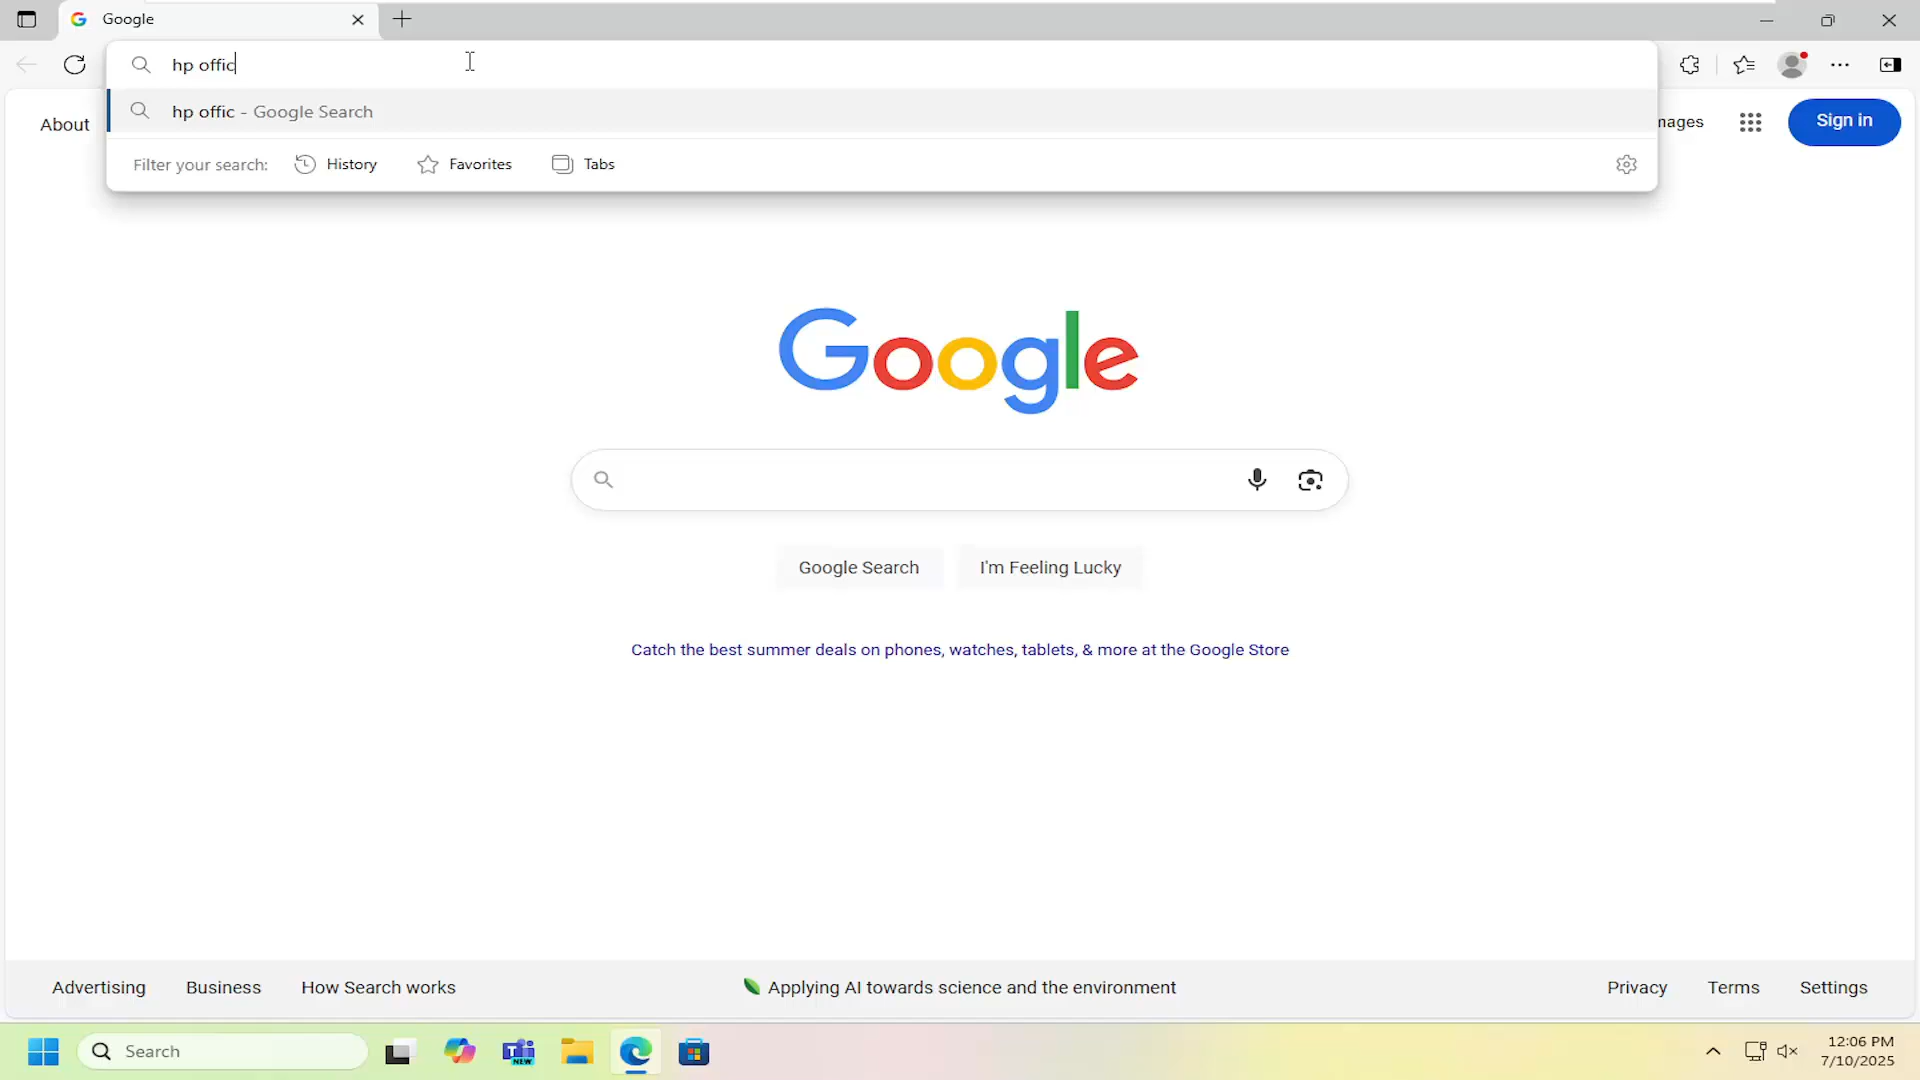 Google
hp offic
hp offic - Google Search
Filter your search: History Favorites Tabs
About
mages
Sign in
Google
Google Search
I'm Feeling Lucky
Catch the best summer deals on phones, watches, tablets, & more at the Google Store
Advertising Business How Search works
Applying AI towards science and the environment
Privacy Terms Settings
Search
NEW
12:06 PM
7/10/2025